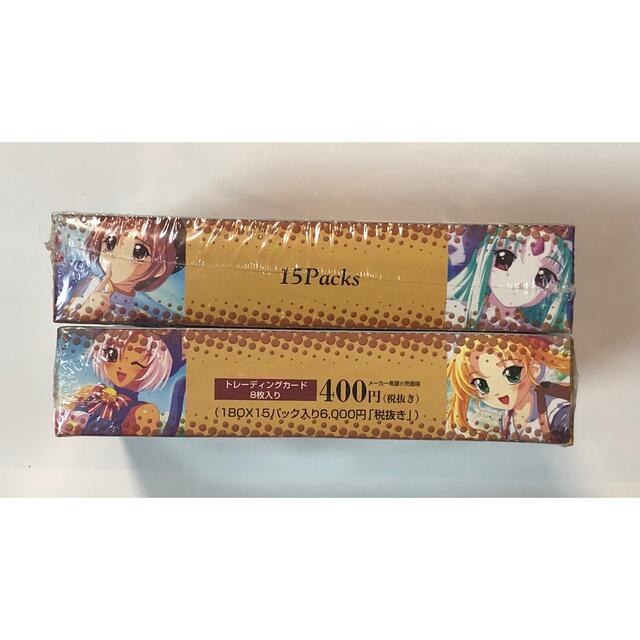 15Packs
トレーディングカード
8枚入り
メーカー希望小売価格
400円(税抜き)
(1BOX15パック入り6,000円「税抜き」)